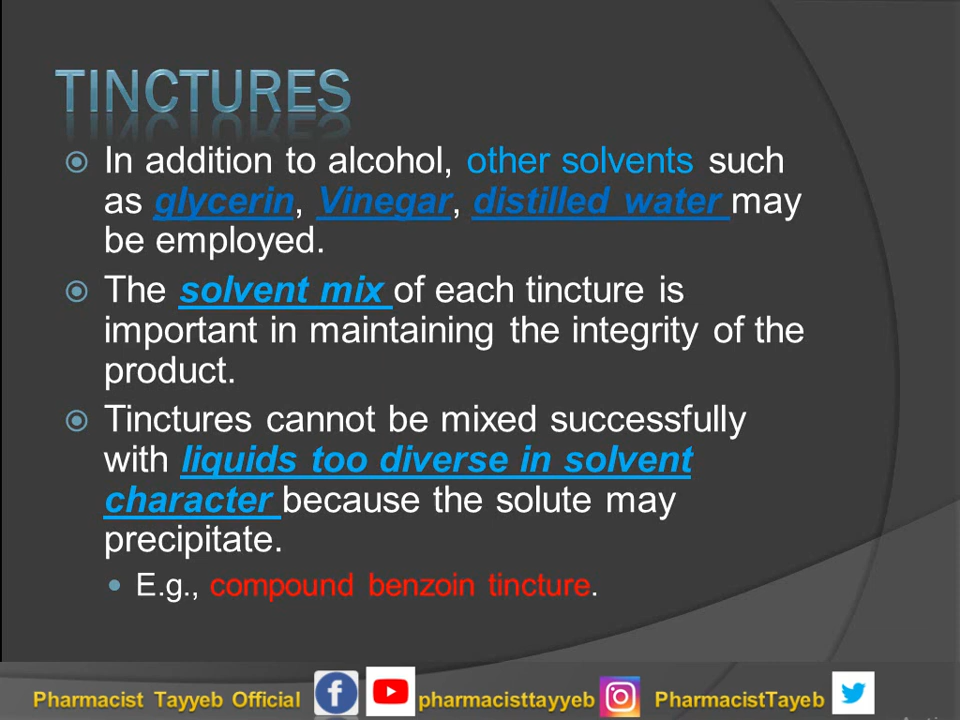 TINCTURES
In addition to alcohol, other solvents such
as glycerin, Vinegar, distilled water may
be employed.
The solvent mix of each tincture is
important in maintaining the integrity of the
product.
Tinctures cannot be mixed successfully
with liquids too diverse in solvent
character because the solute may
precipitate.
E.g., compound benzoin tincture.
Pharmacist Tayyeb Official pharmacisttayyeb PharmacistTayeb